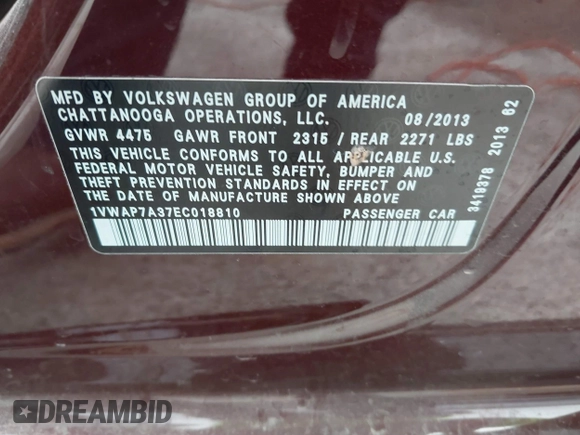 MFD BY VOLKSWAGEN GROUP OF AMERICA
CHATTANOOGA OPERATIONS, LLC. 08/2013
GVWR 4475 GAWR FRONT 2315 / REAR 2271 LBS
THIS VEHICLE CONFORMS TO ALL APPLICABLE U.S.
FEDERAL MOTOR VEHICLE SAFETY, BUMPER AND
THEFT PREVENTION STANDARDS IN EFFECT ON
THE DATE OF MANUFACTURE SHOWN ABOVE
1VWAP7A37EC018810 PASSENGER CAR
3419378 2013 62
DREAMBID